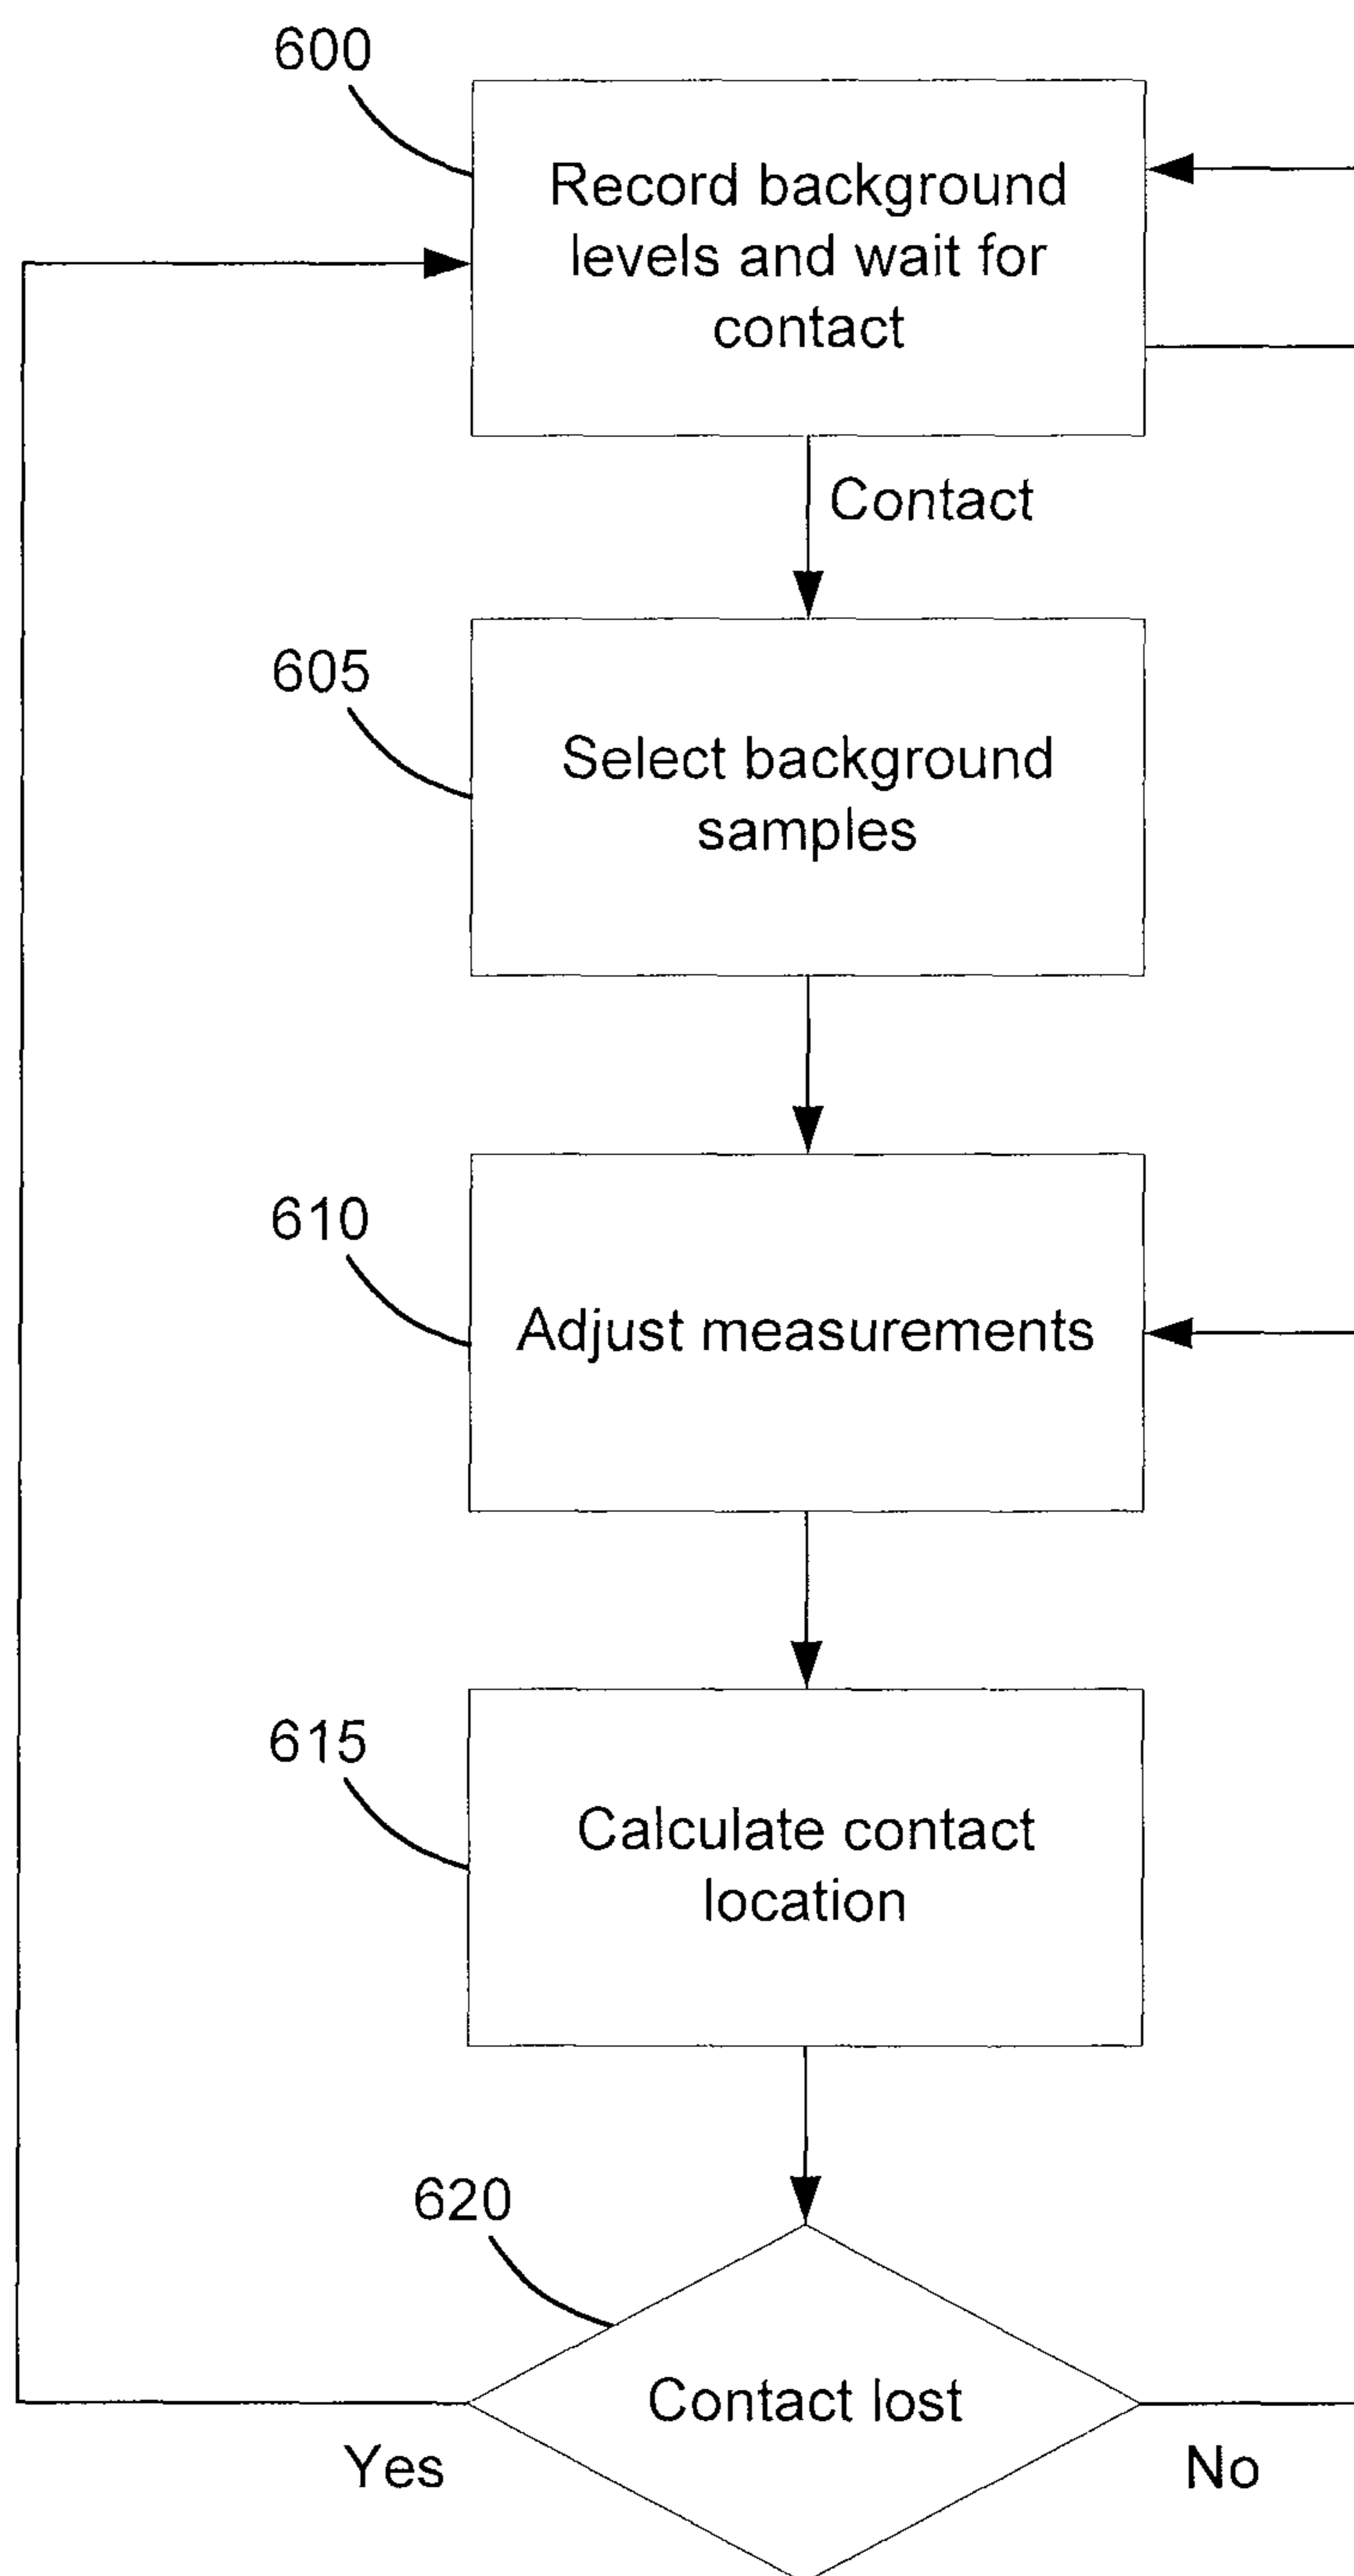 600
Record background
levels and wait for
contact
Contact
605
Select background
samples
610
Adjust measurements
615
Calculate contact
location
620
Contact lost
Yes
No